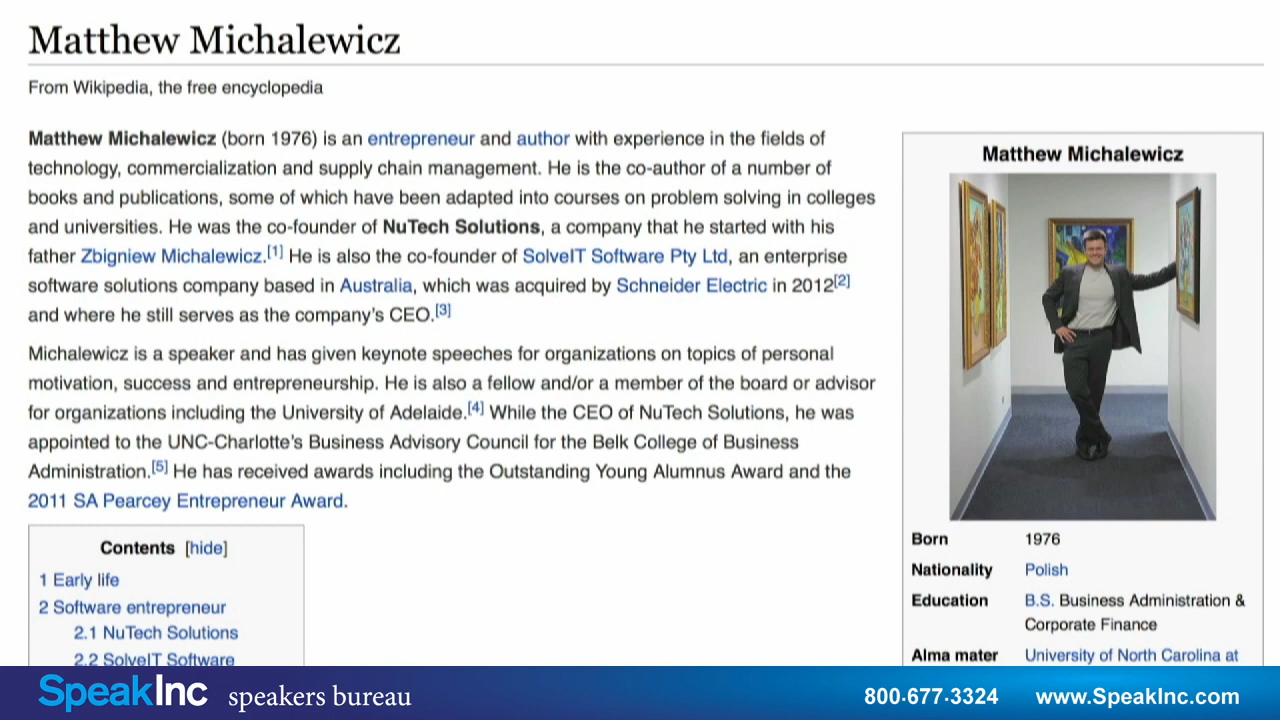 Matthew Michalewicz
From Wikipedia, the free encyclopedia
Matthew Michalewicz (born 1976) is an entrepreneur and author with experience in the fields of
technology, commercialization and supply chain management. He is the co-author of a number of
books and publications, some of which have been adapted into courses on problem solving in colleges
and universities. He was the co-founder of NuTech Solutions, a company that he started with his
father Zbigniew Michalewicz.[1] He is also the co-founder of SolveIT Software Pty Ltd, an enterprise
software solutions company based in Australia, which was acquired by Schneider Electric in 2012[2]
and where he still serves as the company's CEO.[3]
Michalewicz is a speaker and has given keynote speeches for organizations on topics of personal
motivation, success and entrepreneurship. He is also a fellow and/or a member of the board or advisor
for organizations including the University of Adelaide.[4] While the CEO of NuTech Solutions, he was
appointed to the UNC-Charlotte's Business Advisory Council for the Belk College of Business
Administration.[5] He has received awards including the Outstanding Young Alumnus Award and the
2011 SA Pearcey Entrepreneur Award.
Contents [hide]
1 Early life
2 Software entrepreneur
2.1 NuTech Solutions
2.2 SolveIT Software
Matthew Michalewicz
Born 1976
Nationality Polish
Education B.S. Business Administration &
Corporate Finance
Alma mater University of North Carolina at
SpeakInc speakers bureau
800-677-3324 www.SpeakInc.com